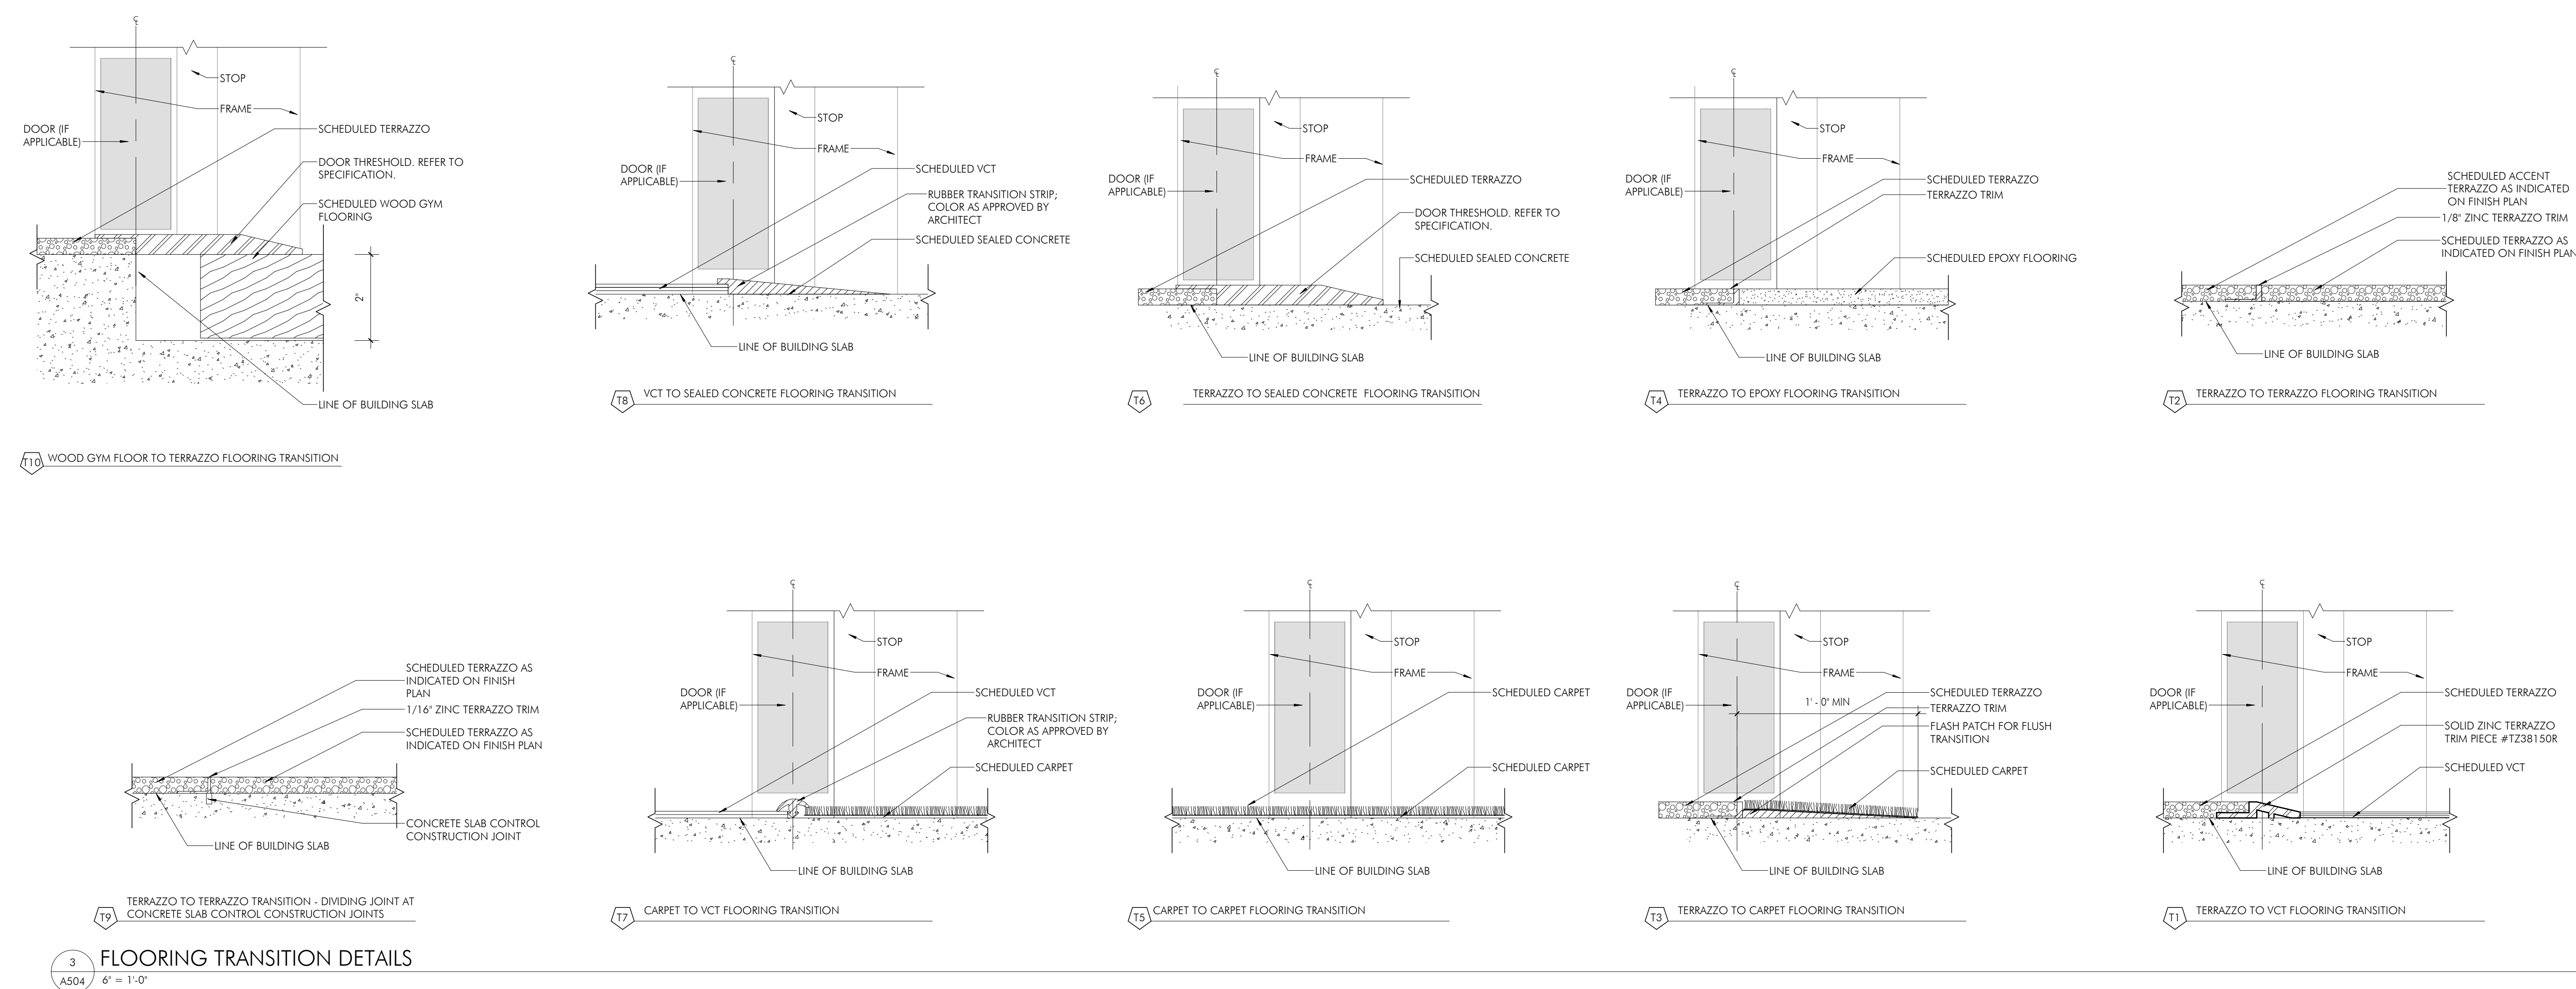 ℄
STOP
FRAME
DOOR (IF
APPLICABLE)
SCHEDULED TERRAZZO
DOOR THRESHOLD. REFER TO
SPECIFICATION.
SCHEDULED WOOD GYM
FLOORING
2"
LINE OF BUILDING SLAB
T10
WOOD GYM FLOOR TO TERRAZZO FLOORING TRANSITION
℄
STOP
FRAME
DOOR (IF
APPLICABLE)
SCHEDULED VCT
RUBBER TRANSITION STRIP;
COLOR AS APPROVED BY
ARCHITECT
SCHEDULED SEALED CONCRETE
LINE OF BUILDING SLAB
T8
VCT TO SEALED CONCRETE FLOORING TRANSITION
℄
STOP
FRAME
DOOR (IF
APPLICABLE)
SCHEDULED TERRAZZO
DOOR THRESHOLD. REFER TO
SPECIFICATION.
SCHEDULED SEALED CONCRETE
LINE OF BUILDING SLAB
T6
TERRAZZO TO SEALED CONCRETE FLOORING TRANSITION
℄
STOP
FRAME
DOOR (IF
APPLICABLE)
SCHEDULED TERRAZZO
TERRAZZO TRIM
SCHEDULED EPOXY FLOORING
LINE OF BUILDING SLAB
T4
TERRAZZO TO EPOXY FLOORING TRANSITION
SCHEDULED ACCENT
TERRAZZO AS INDICATED
ON FINISH PLAN
1/8" ZINC TERRAZZO TRIM
SCHEDULED TERRAZZO AS
INDICATED ON FINISH PLAN
LINE OF BUILDING SLAB
T2
TERRAZZO TO TERRAZZO FLOORING TRANSITION
SCHEDULED TERRAZZO AS
INDICATED ON FINISH
PLAN
1/16" ZINC TERRAZZO TRIM
SCHEDULED TERRAZZO AS
INDICATED ON FINISH PLAN
CONCRETE SLAB CONTROL
CONSTRUCTION JOINT
LINE OF BUILDING SLAB
T9
TERRAZZO TO TERRAZZO TRANSITION - DIVIDING JOINT AT
CONCRETE SLAB CONTROL CONSTRUCTION JOINTS
℄
STOP
FRAME
DOOR (IF
APPLICABLE)
SCHEDULED VCT
RUBBER TRANSITION STRIP;
COLOR AS APPROVED BY
ARCHITECT
SCHEDULED CARPET
LINE OF BUILDING SLAB
T7
CARPET TO VCT FLOORING TRANSITION
℄
STOP
FRAME
DOOR (IF
APPLICABLE)
SCHEDULED CARPET
SCHEDULED CARPET
LINE OF BUILDING SLAB
T5
CARPET TO CARPET FLOORING TRANSITION
℄
STOP
FRAME
DOOR (IF
APPLICABLE)
1' - 0" MIN
SCHEDULED TERRAZZO
TERRAZZO TRIM
FLASH PATCH FOR FLUSH
TRANSITION
SCHEDULED CARPET
LINE OF BUILDING SLAB
T3
TERRAZZO TO CARPET FLOORING TRANSITION
℄
STOP
FRAME
DOOR (IF
APPLICABLE)
SCHEDULED TERRAZZO
SOLID ZINC TERRAZZO
TRIM PIECE #TZ38150R
SCHEDULED VCT
LINE OF BUILDING SLAB
T1
TERRAZZO TO VCT FLOORING TRANSITION
3
A504
FLOORING TRANSITION DETAILS
6" = 1'-0"